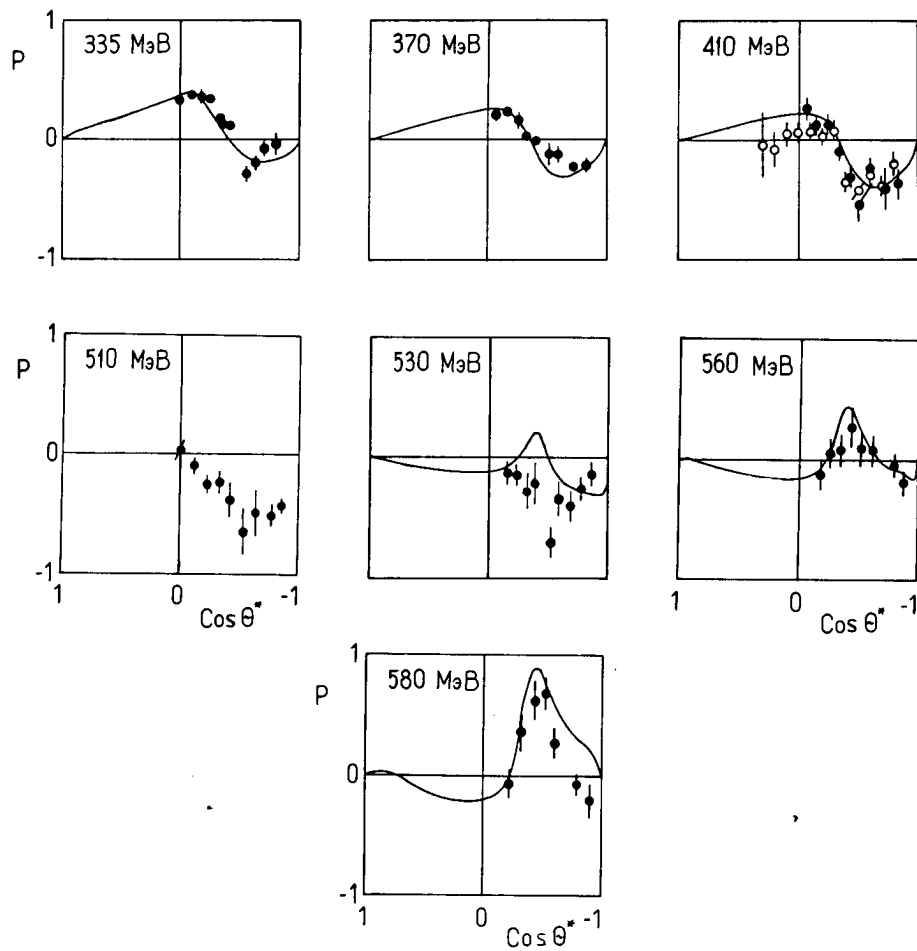 1
335 МэВ
370 МэВ
410 МэВ
P
0
-1
1
510 МэВ
530 МэВ
560 МэВ
P
0
-1
1 0 -1
Cos θ*
1 0 -1
Cos θ*
1
580 МэВ
P
0
-1
1 0 -1
Cos θ*